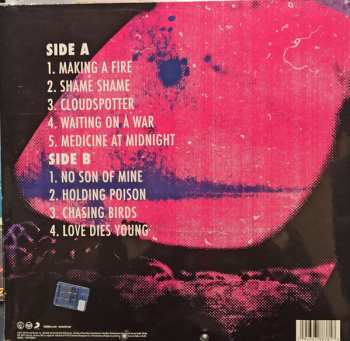 SIDE A
1. MAKING A FIRE
2. SHAME SHAME
3. CLOUDSPOTTER
4. WAITING ON A WAR
5. MEDICINE AT MIDNIGHT
SIDE B
1. NO SON OF MINE
2. HOLDING POISON
3. CHASING BIRDS
4. LOVE DIES YOUNG